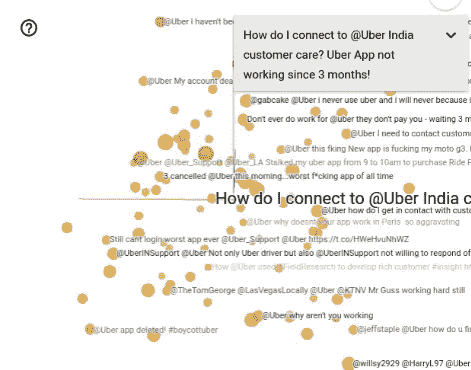 ?
@Uber I haven't bee
How do I connect to @Uber India
customer care? Uber App not
working since 3 months!
@Uber My account dea
@gabcake @Uber I never use uber and i will never because i
Don't ever do work for @uber they don't pay you - waiting 3 m
@Uber I need to contact custome
@Uber this fking New app is fucking my moto g3. I
@Uber @Uber_Support @Uber_LA Stalked my uber app from 9 to 10am to purchase Ride P
3 cancelled @Uber this morning...worst f*cking app of all time
How do I connect to @Uber India c
@Uber how do I get in contact with custo
@Uber why doesnt our app work in Paris so aggravating
Still cant login worst app ever @Uber_Support @Uber https://t.co/HWeHvuNhWZ
@UberINSupport @Uber Not only Uber driver but also @UberINSupport not willing to respond of
How @Uber used #FieldResearch to develop rich customer #insight
@TheTomGeorge @LasVegasLocally @Uber @KTNV Mr Guss working hard still
@Uber why aren't you working
@Uber app deleted! #boycottuber
@jeffstaple @Uber how do u fi
@willsy2929 @HarryL97 @Uber